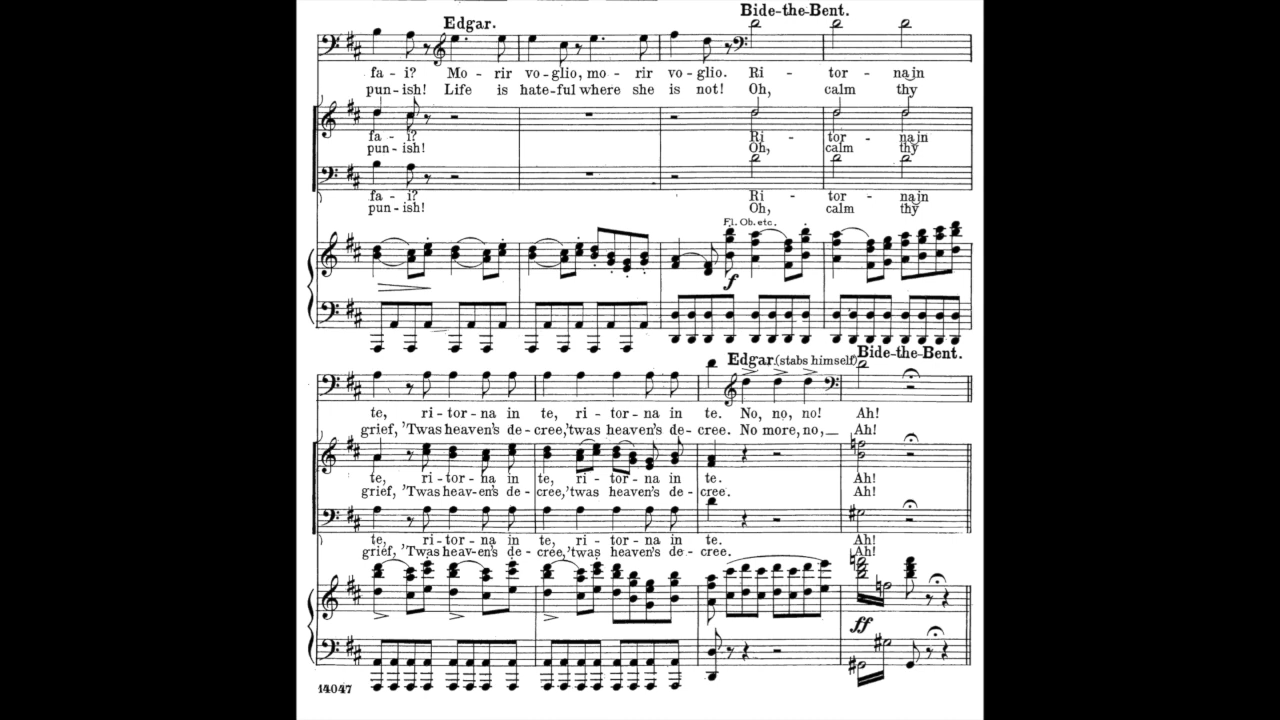 Bide-the-Bent.
Edgar.
fa - i? Mo - rir vo - glio, mo - rir vo - glio. Ri - tor - na in
pun - ish! Life is hate - ful where she is not! Oh, calm thy
fa - i? Ri - tor - na in
pun - ish! Oh, calm thy
fa - i? Ri - tor - na in
pun - ish! Oh, calm thy
Fl. Ob. etc.
f
Edgar. (stabs himself) Bide-the-Bent.
te, ri - tor - na in te, ri - tor - na in te. No, no, no! Ah!
grief, 'Twas heaven's de - cree, 'twas heaven's de - cree. No more, no, Ah!
te, ri - tor - na in te, ri - tor - na in te. Ah!
grief, 'Twas heav - en's de - cree, 'twas heaven's de - cree. Ah!
te, ri - tor - na in te, ri - tor - na in te. Ah!
grief, 'Twas heav - en's de - cree, 'twas heaven's de - cree. Ah!
ff
14047